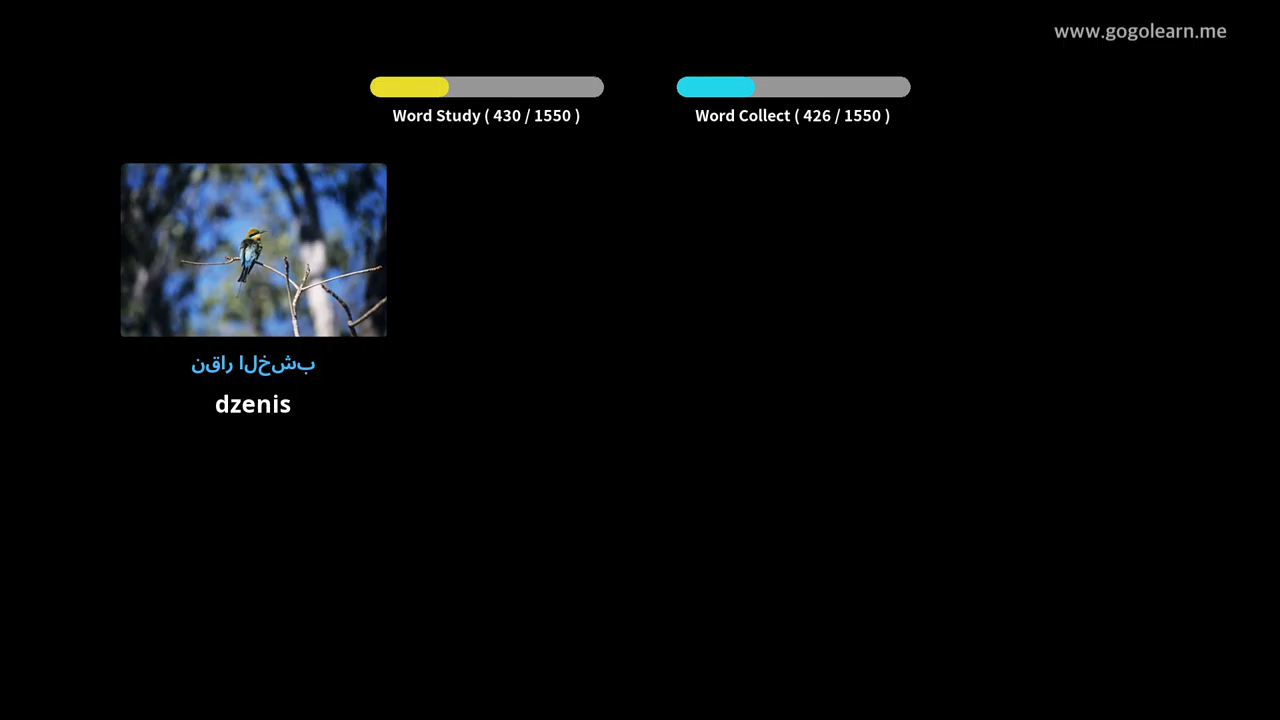 www.gogolearn.me
Word Study ( 430 / 1550 )
Word Collect ( 426 / 1550 )
نقار الخشب
dzenis